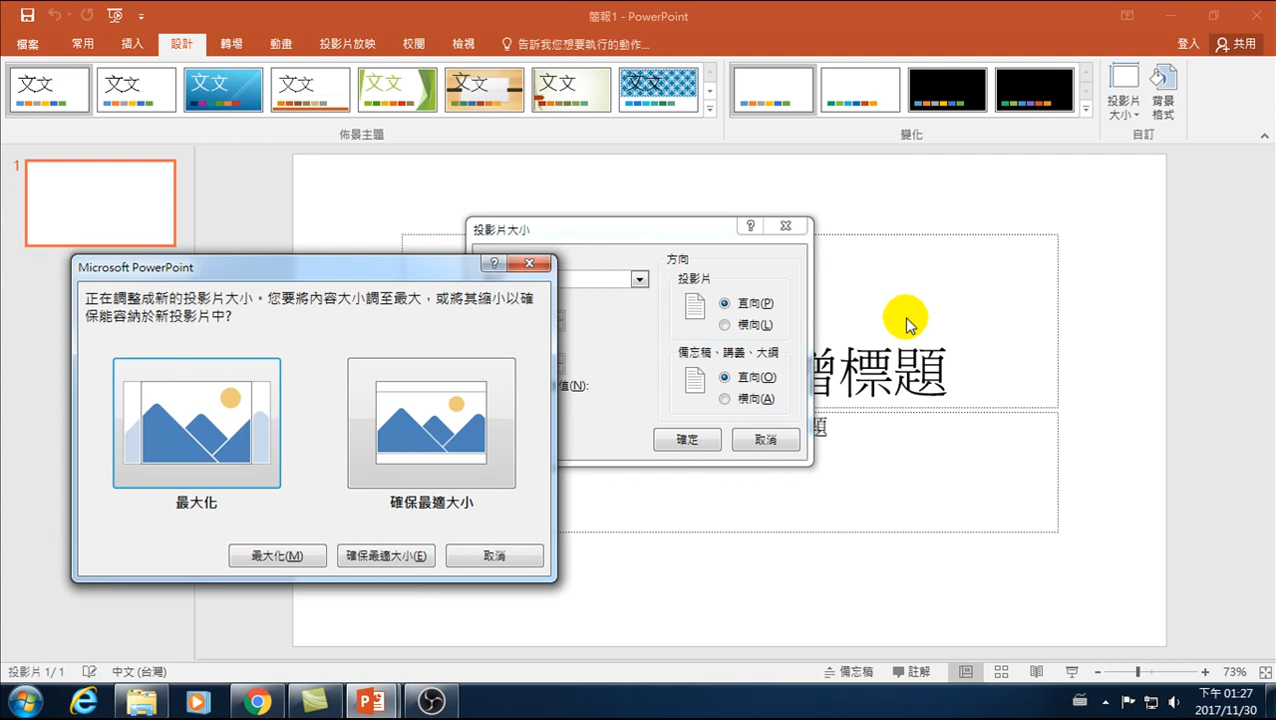 簡報1 - PowerPoint
檔案 常用 插入 設計 轉場 動畫 投影片放映 校閱 檢視 告訴我您想要執行的動作... 登入 共用
文文 文文 文文 文文 文文 文文 文文 文文
投影片
大小
背景
格式
佈景主題 變化 自訂
1
投影片大小
方向
投影片
直向(P)
橫向(L)
備忘稿、講義、大綱
直向(O)
橫向(A)
值(N):
確定 取消
增標題
題
Microsoft PowerPoint
正在調整成新的投影片大小。您要將內容大小調至最大，或將其縮小以確
保能容納於新投影片中?
最大化 確保最適大小
最大化(M) 確保最適大小(E) 取消
投影片 1/1 中文 (台灣) 備忘稿 註解 73%
下午 01:27
2017/11/30